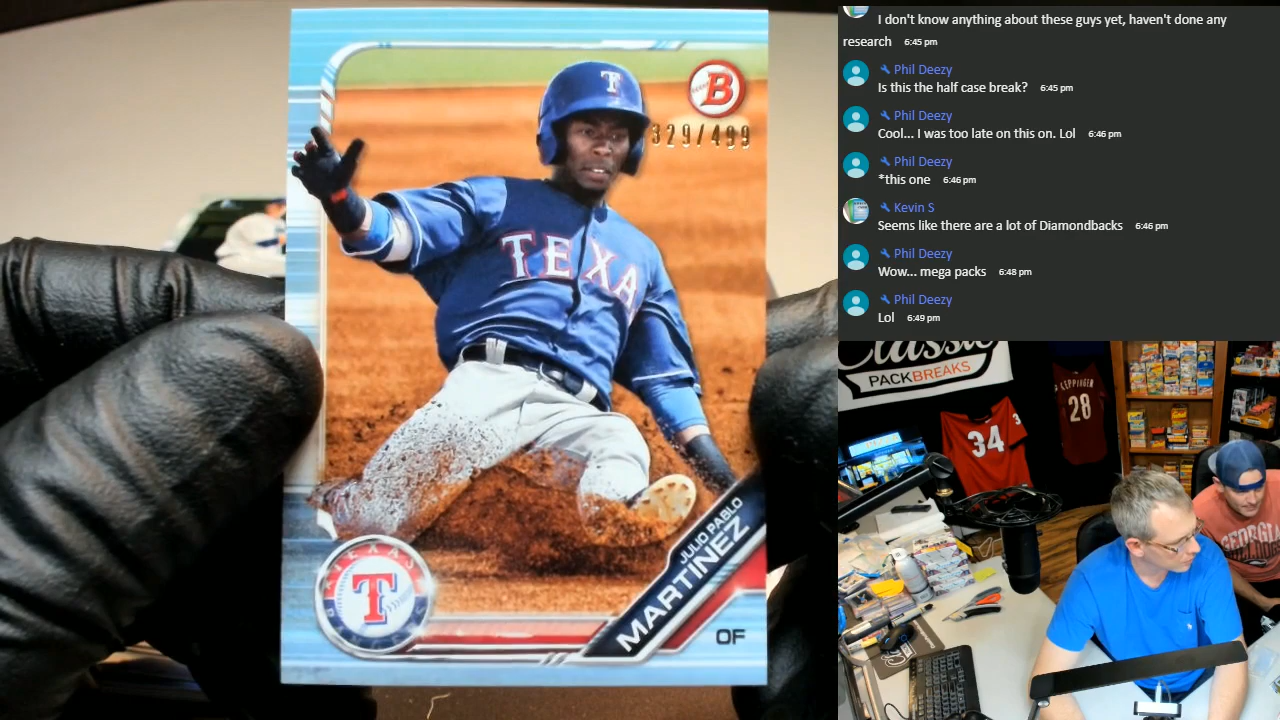 T
B
329/499
TEXA
TEXAS
T
JULIO PABLO
MARTINEZ
OF
I don't know anything about these guys yet, haven't done any
research 6:45 pm
Phil Deezy
Is this the half case break? 6:45 pm
Phil Deezy
Cool... I was too late on this on. Lol 6:46 pm
Phil Deezy
*this one 6:46 pm
Kevin S
Seems like there are a lot of Diamondbacks 6:46 pm
Phil Deezy
Wow... mega packs 6:48 pm
Phil Deezy
Lol 6:49 pm
Classic
PACKBREAKS
34
3
LEPPINGER
28
GEORGIA